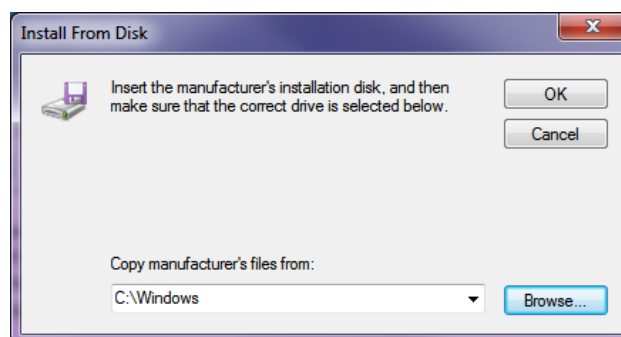 Install From Disk
Insert the manufacturer's installation disk, and then
make sure that the correct drive is selected below.
OK
Cancel
Copy manufacturer's files from:
C:\Windows
Browse...